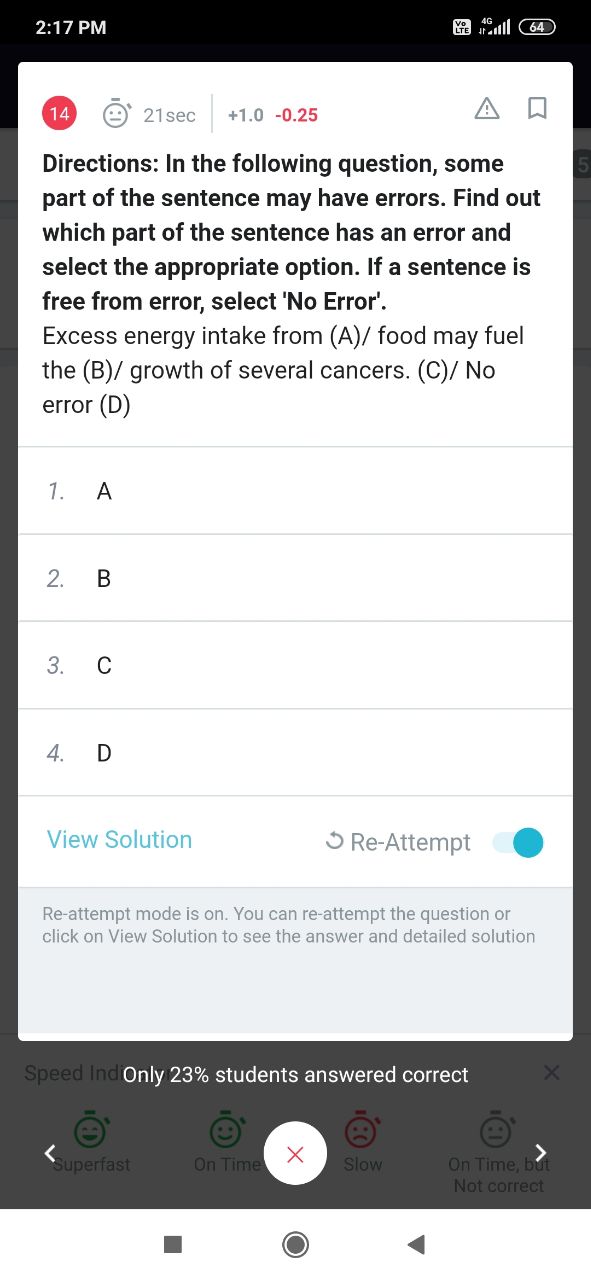 2:17 PM
Vo LTE 4G 64
14 21sec +1.0 -0.25
5
Directions: In the following question, some
part of the sentence may have errors. Find out
which part of the sentence has an error and
select the appropriate option. If a sentence is
free from error, select 'No Error'.
Excess energy intake from (A)/ food may fuel
the (B)/ growth of several cancers. (C)/ No
error (D)
1. A
2. B
3. C
4. D
View Solution Re-Attempt
Re-attempt mode is on. You can re-attempt the question or
click on View Solution to see the answer and detailed solution
Speed
Only 23% students answered correct
Superfast On Time Slow On Time, but
Not correct